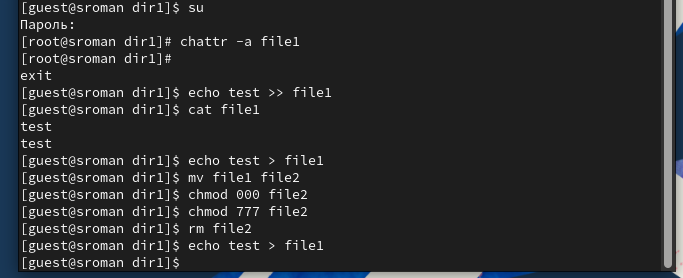 [guest@sroman dir1]$ su
Пароль:
[root@sroman dir1]# chattr -a file1
[root@sroman dir1]#
exit
[guest@sroman dir1]$ echo test >> file1
[guest@sroman dir1]$ cat file1
test
test
[guest@sroman dir1]$ echo test > file1
[guest@sroman dir1]$ mv file1 file2
[guest@sroman dir1]$ chmod 000 file2
[guest@sroman dir1]$ chmod 777 file2
[guest@sroman dir1]$ rm file2
[guest@sroman dir1]$ echo test > file1
[guest@sroman dir1]$